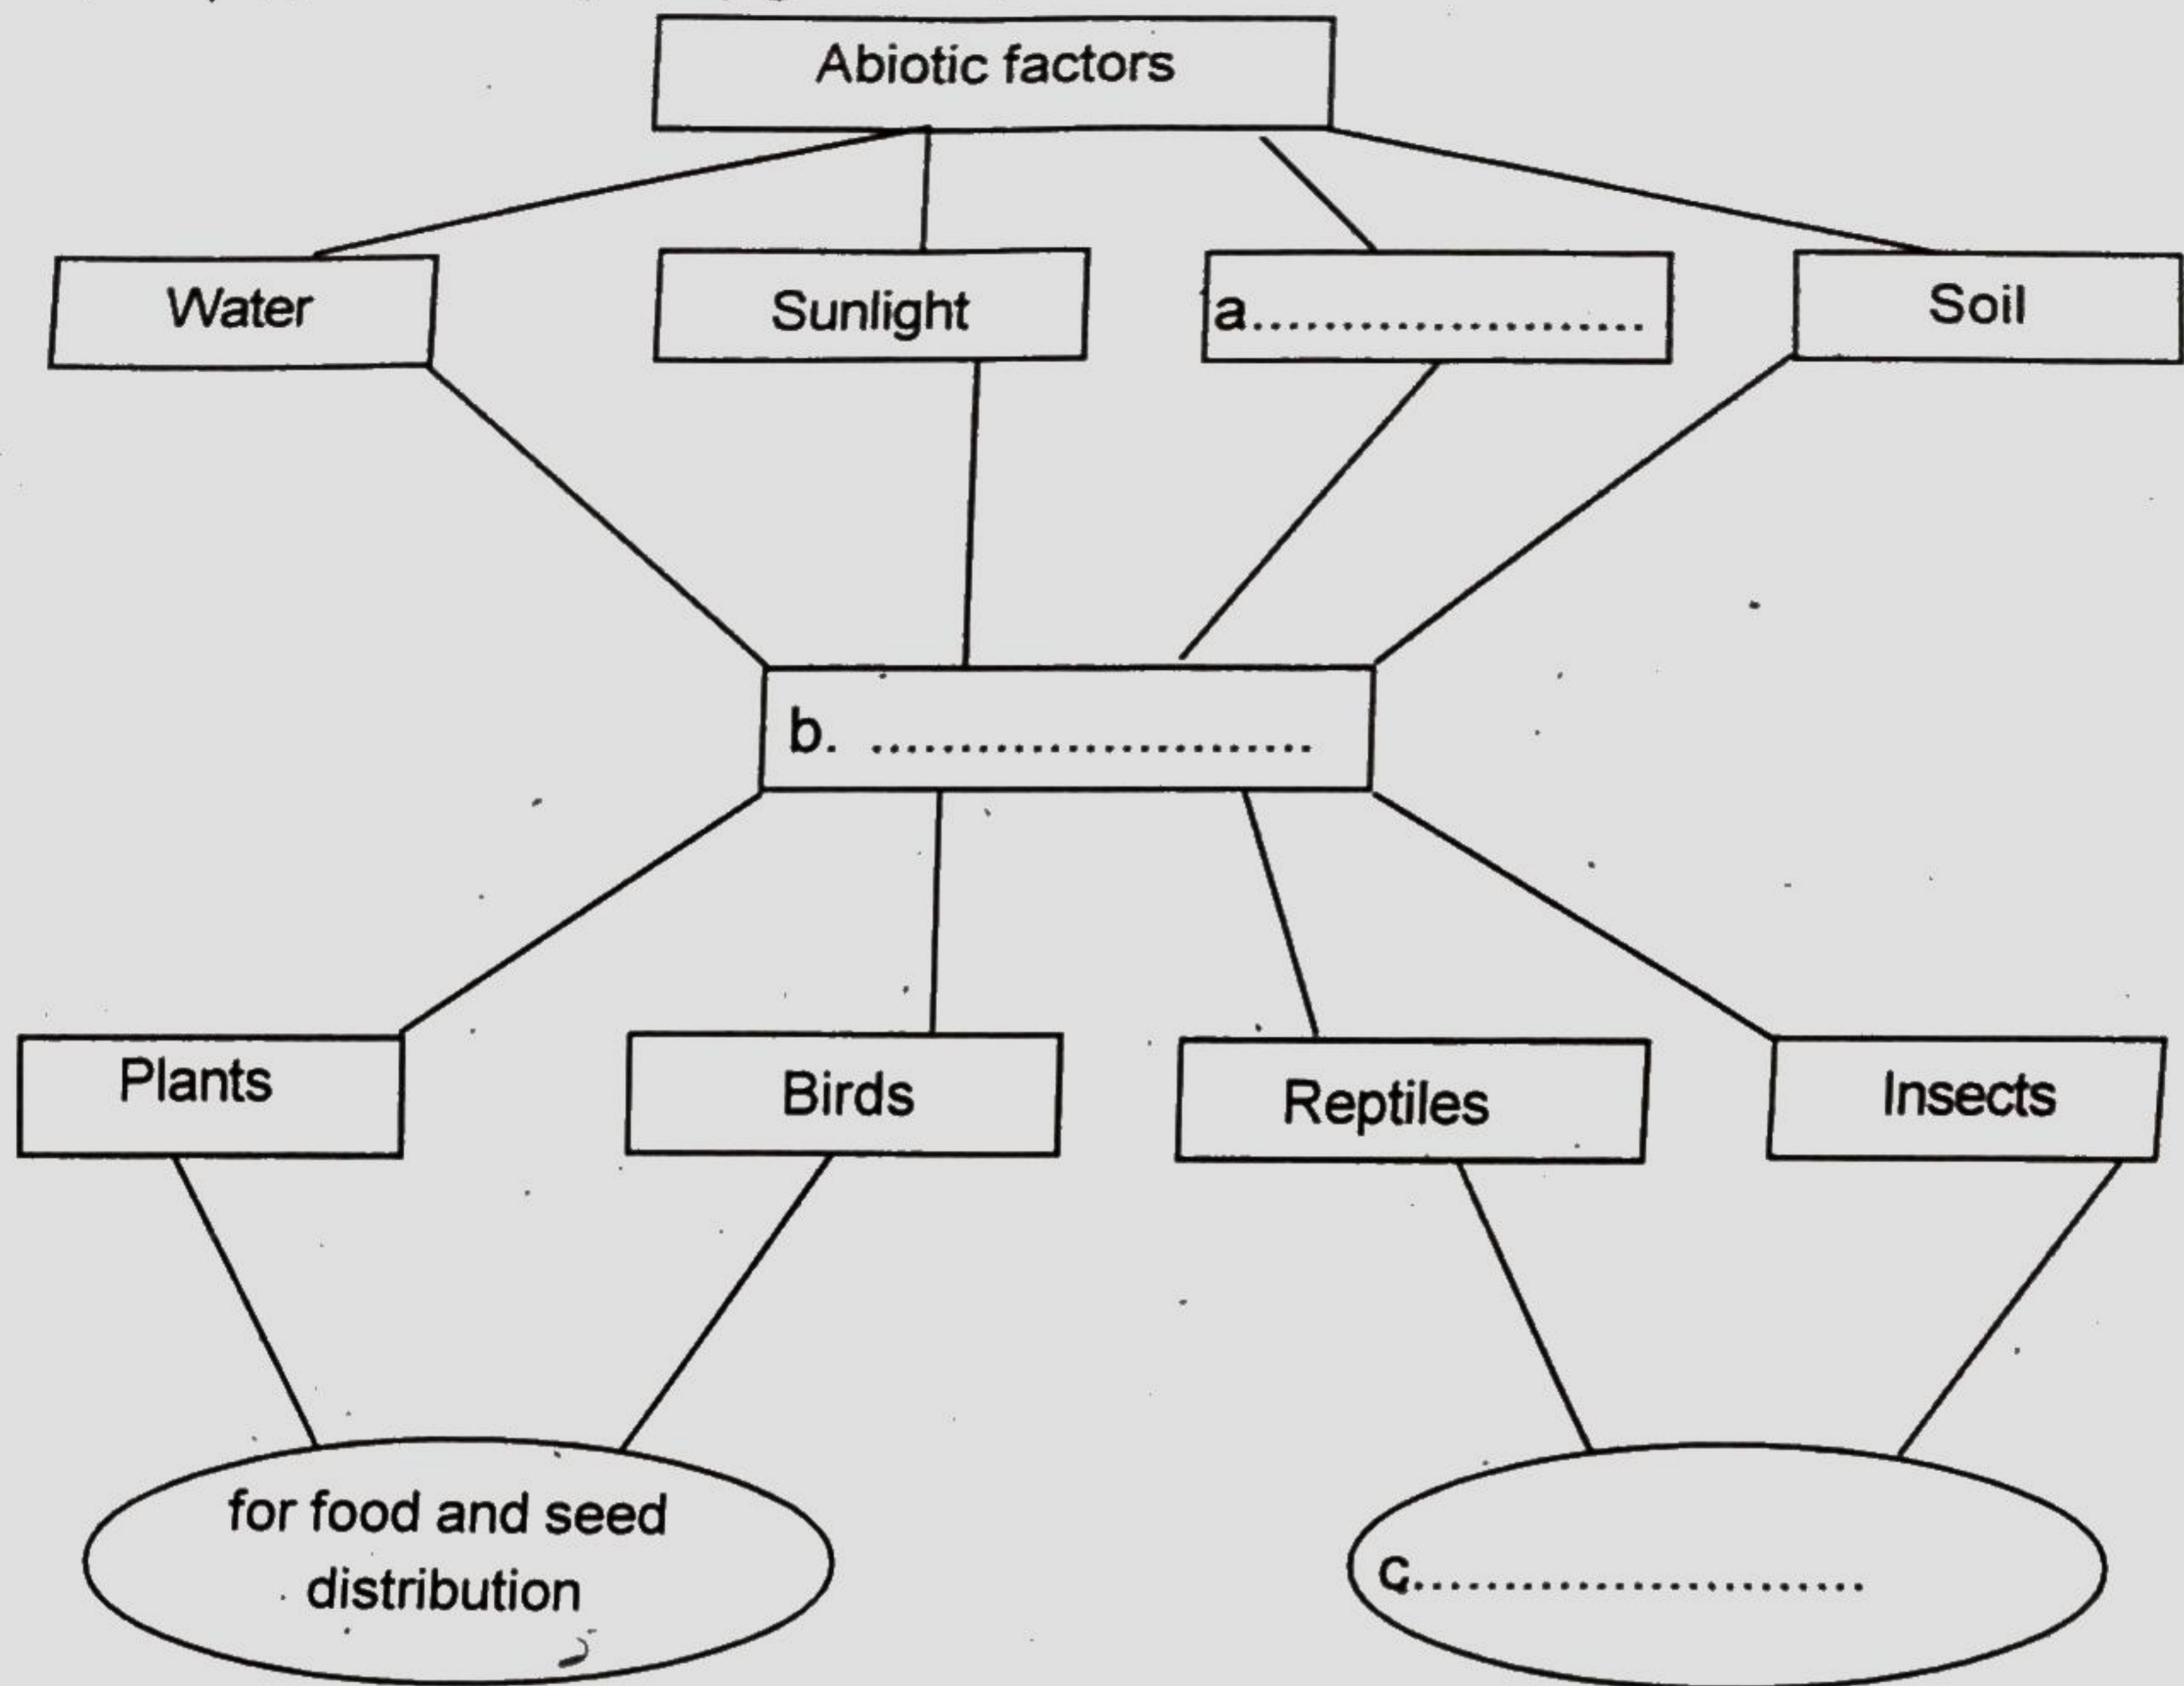 Abiotic factors
Water
Sunlight
a......................
Soil
b. .........................
Plants
Birds
Reptiles
Insects
for food and seed
distribution
c.........................